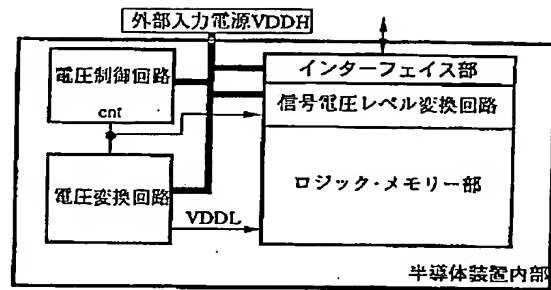 外部入力電源VDDH
電圧制御回路
cnt
電圧変換回路
VDDL
インターフェイス部
信号電圧レベル変換回路
ロジック・メモリー部
半導体装置内部